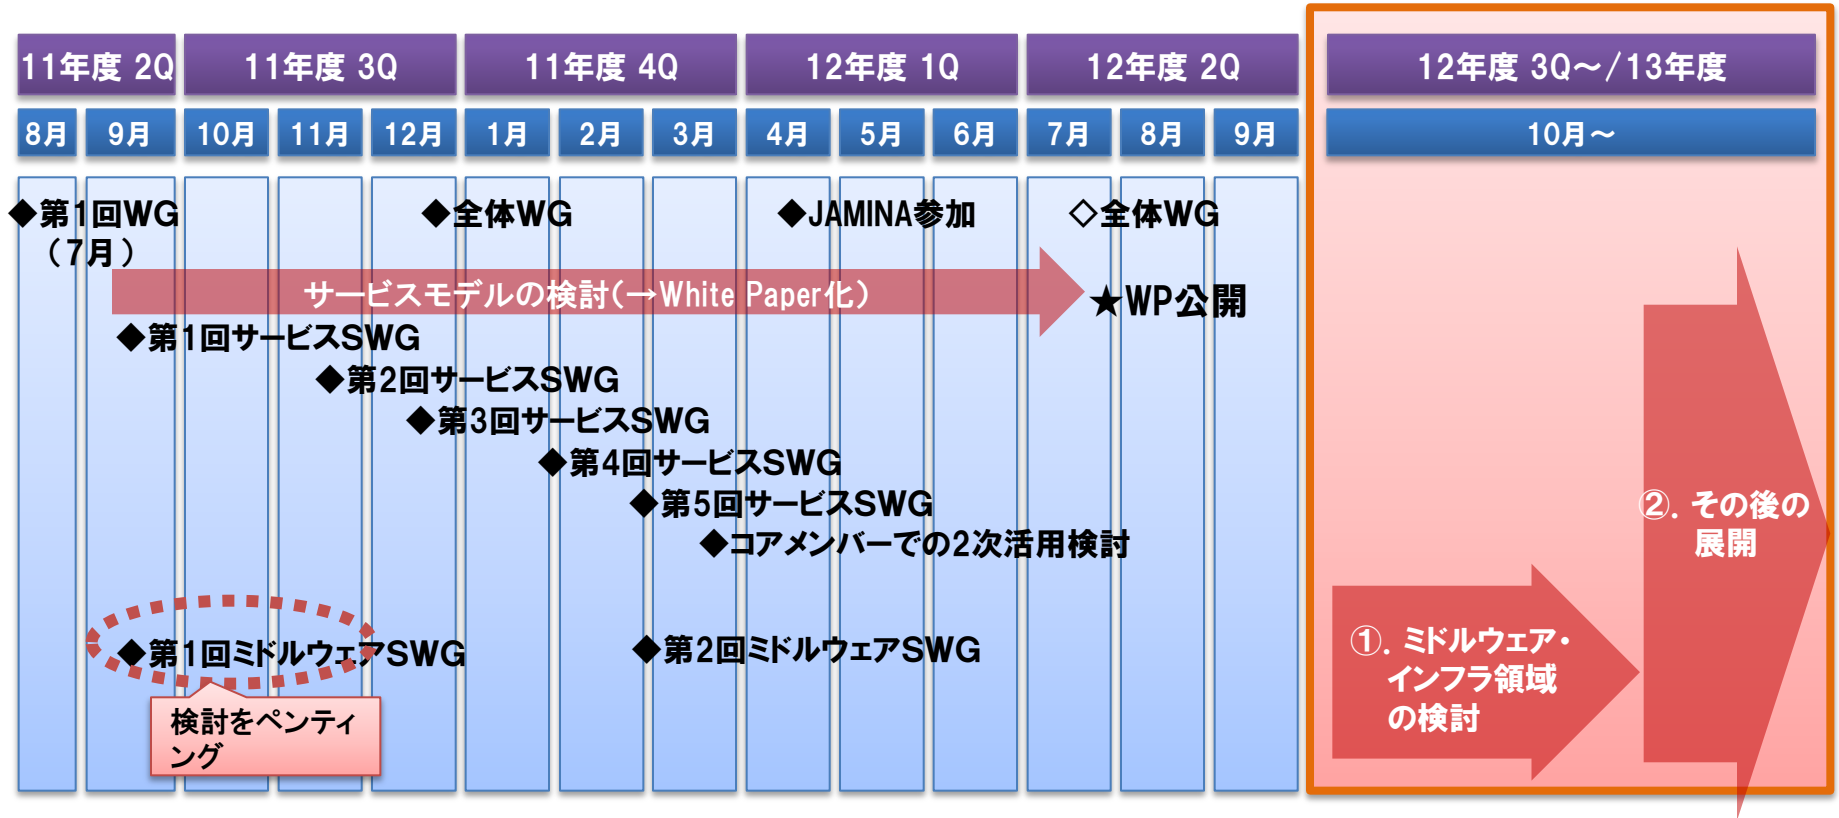 11年度 2Q
11年度 3Q
11年度 4Q
12年度 1Q
12年度 2Q
12年度 3Q～/13年度
8月
9月
10月
11月
12月
1月
2月
3月
4月
5月
6月
7月
8月
9月
10月～
◆第1回WG
（7月）
◆全体WG
◆JAMINA参加
◇全体WG
サービスモデルの検討(→White Paper化)
★WP公開
◆第1回サービスSWG
◆第2回サービスSWG
◆第3回サービスSWG
◆第4回サービスSWG
◆第5回サービスSWG
◆コアメンバーでの2次活用検討
◆第1回ミドルウェアSWG
◆第2回ミドルウェアSWG
検討をペンティ
ング
①．ミドルウェア・
インフラ領域
の検討
②．その後の
展開